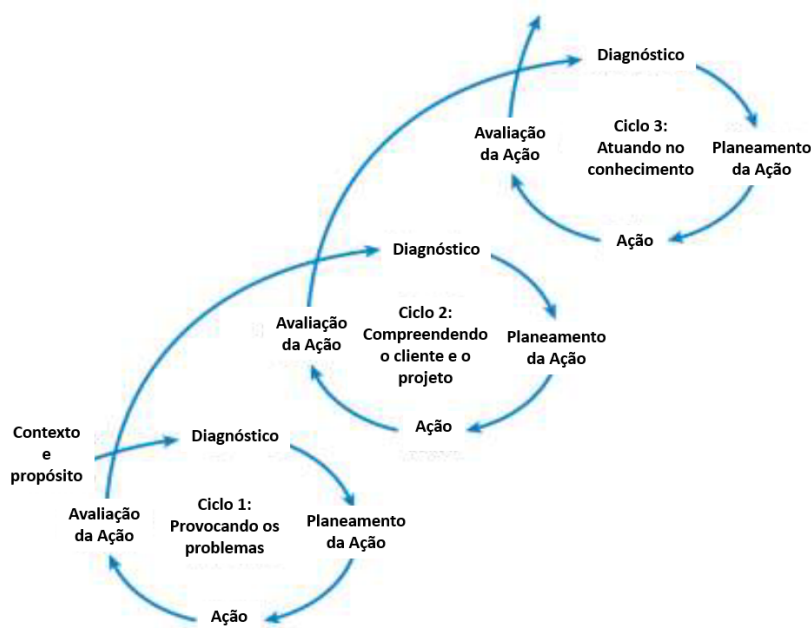 Diagnóstico
Avaliação
da Ação
Ciclo 3:
Atuando no
conhecimento
Planeamento
da Ação
Ação
Diagnóstico
Avaliação
da Ação
Ciclo 2:
Compreendendo
o cliente e o
projeto
Planeamento
da Ação
Ação
Contexto
e
propósito
Diagnóstico
Avaliação
da Ação
Ciclo 1:
Provocando os
problemas
Planeamento
da Ação
Ação